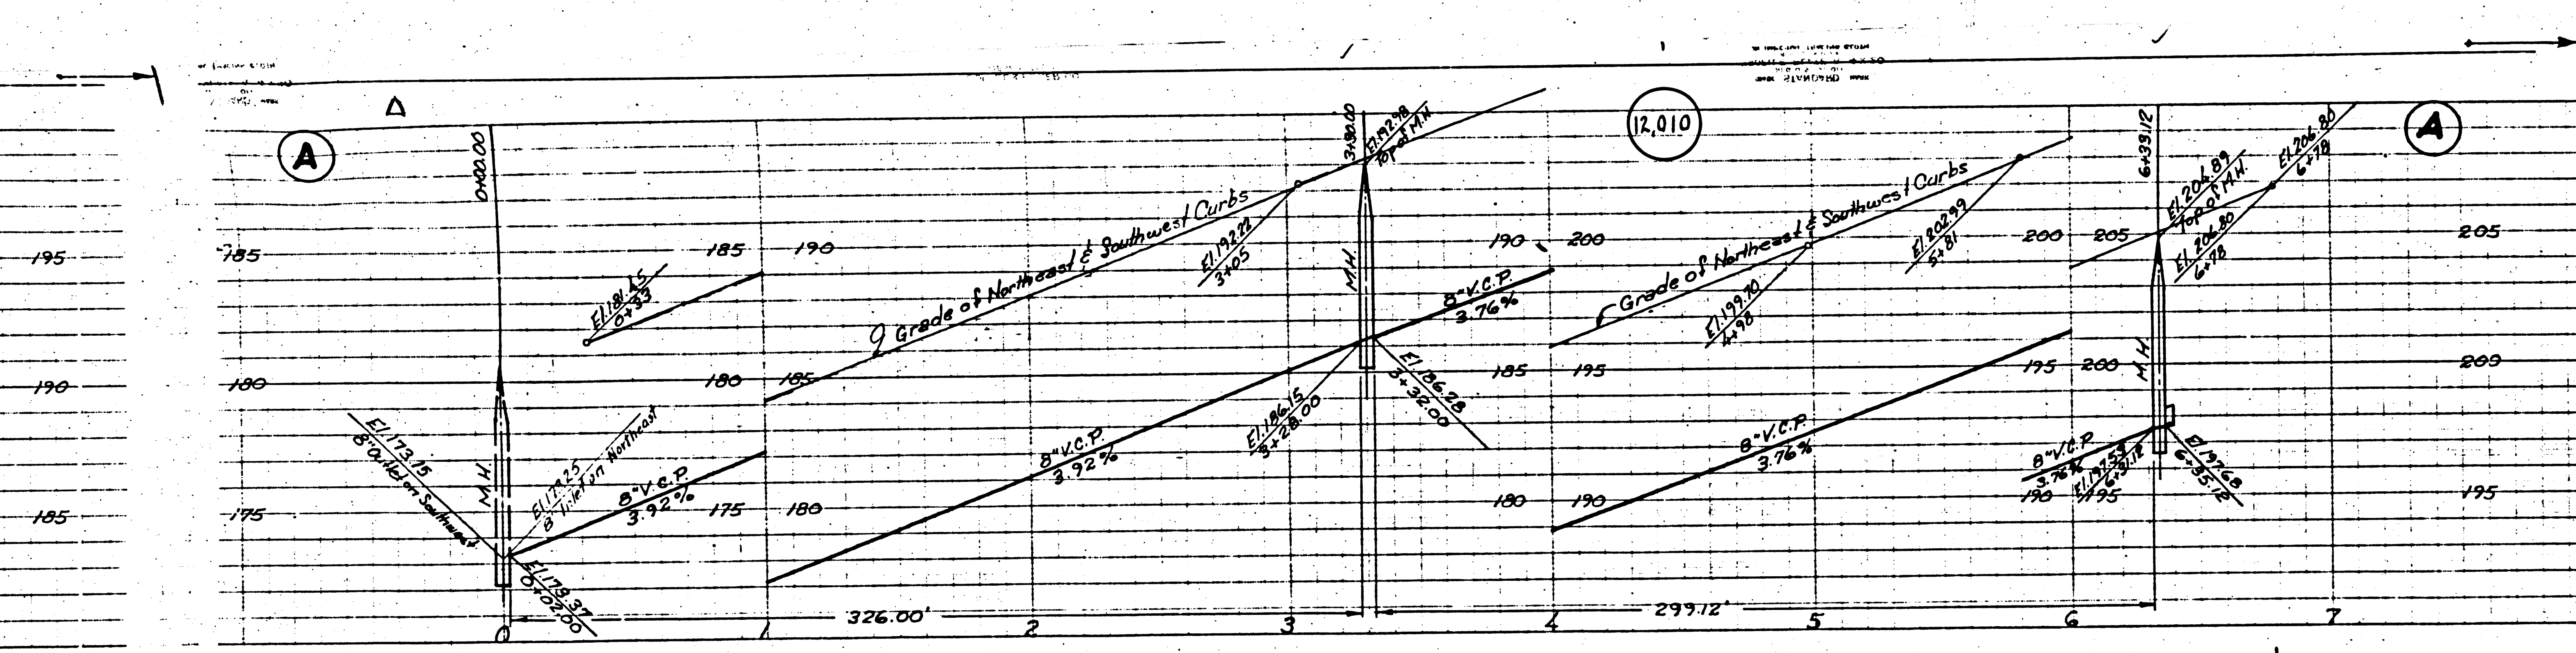 STANDARD
A
0+00.00
3+30.00
El.192.98
Top of M.H.
12,010
6+33.12
El.206.89
Top of M.H.
El.206.80
6+78
A
195
185
185
190
190
200
200
205
205
El.181.45
0+33
Grade of Northeast & Southwest Curbs
El.192.22
3+05
M.H.
8" V.C.P.
3.76%
Grade of Northeast & Southwest Curbs
El.199.70
4+98
El.202.99
5+81
El.206.80
6+78
190
180
180
185
185
195
195
200
200
M.H.
El.173.15
8" Outlet on Southwest
M.H.
El.173.25
8" Inlet on Northeast
8" V.C.P.
3.92%
8" V.C.P.
3.92%
El.186.15
3+28.00
El.186.28
3+32.00
8" V.C.P.
3.76%
8" V.C.P.
3.76%
El.197.53
6+31.12
El.197.68
6+35.12
185
175
175
180
180
190
190
195
195
El.173.37
0+02.00
326.00'
299.12'
0
1
2
3
4
5
6
7